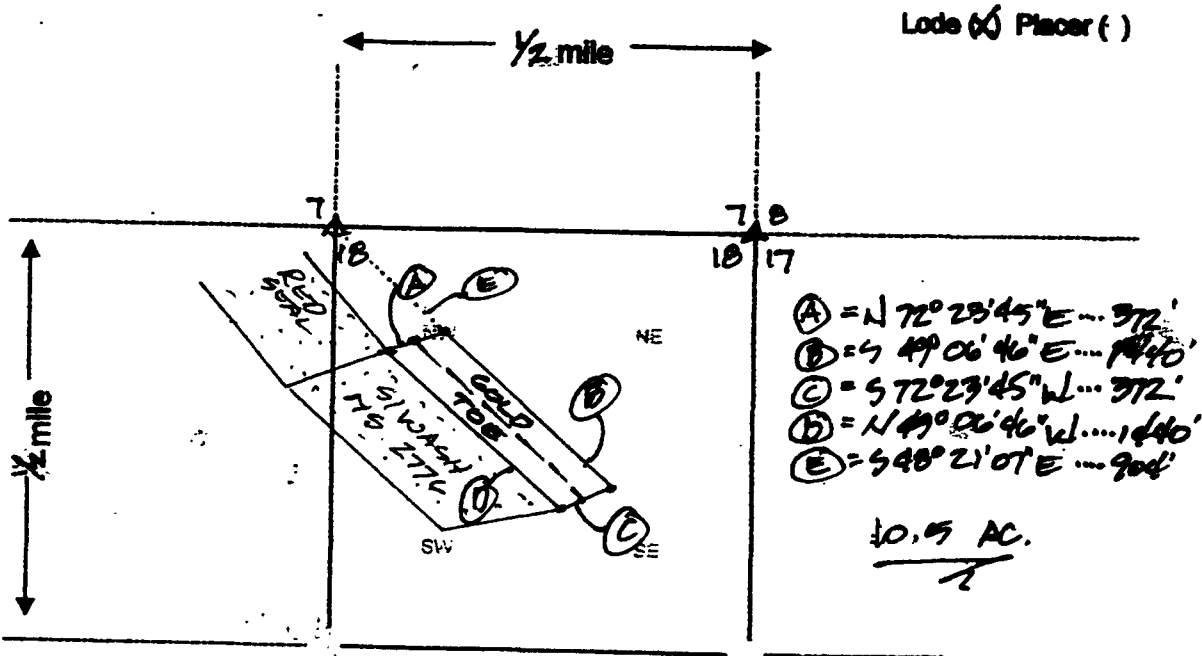 Lode (X) Placer ( )
1/2 mile
7
7 8
18
18 17
1/2 mile
RED
SEAL
A
E
NE
A = N 72° 23' 45" E .... 372'
B = S 49° 06' 46" E .... 1440'
C = S 72° 23' 45" W ... 372'
D = N 49° 06' 46" W ..... 1440'
E = S 48° 21' 07" E .... 904'
GOLD
TOE
B
SIWASH
MS 2776
D
C
SW
SE
10.5 AC.